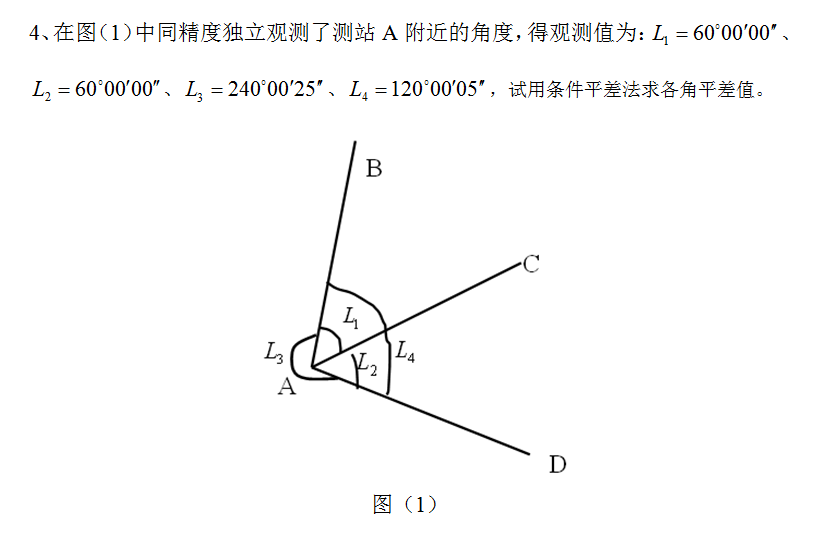 4、在图(1)中同精度独立观测了测站 A 附近的角度,得观测值为: L₁ = 60°00′00″、
L₂ = 60°00′00″、L₃ = 240°00′25″、L₄ = 120°00′05″,试用条件平差法求各角平差值。
B
C
L₁
L₃
L₂
L₄
A
D
图(1)